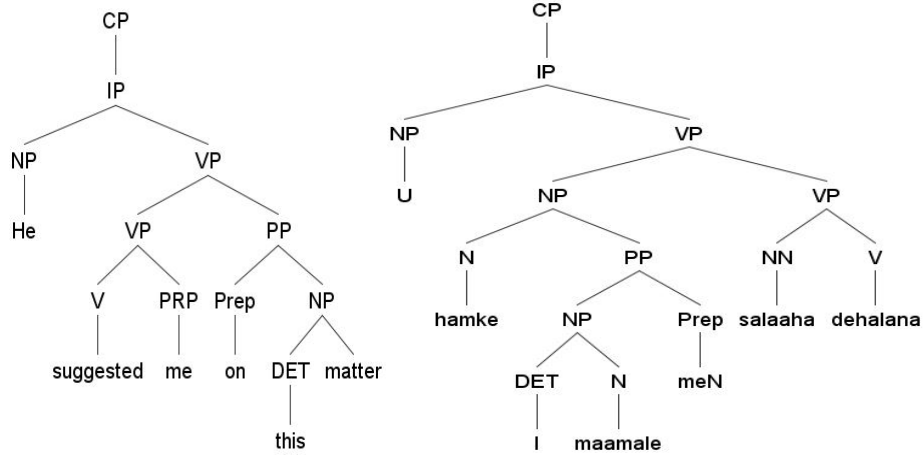 CP
IP
NP VP
He VP PP
V PRP Prep NP
suggested me on DET matter
this
CP
IP
NP VP
U NP VP
N PP NN V
hamke NP Prep salaaha dehalana
DET N meN
I maamale